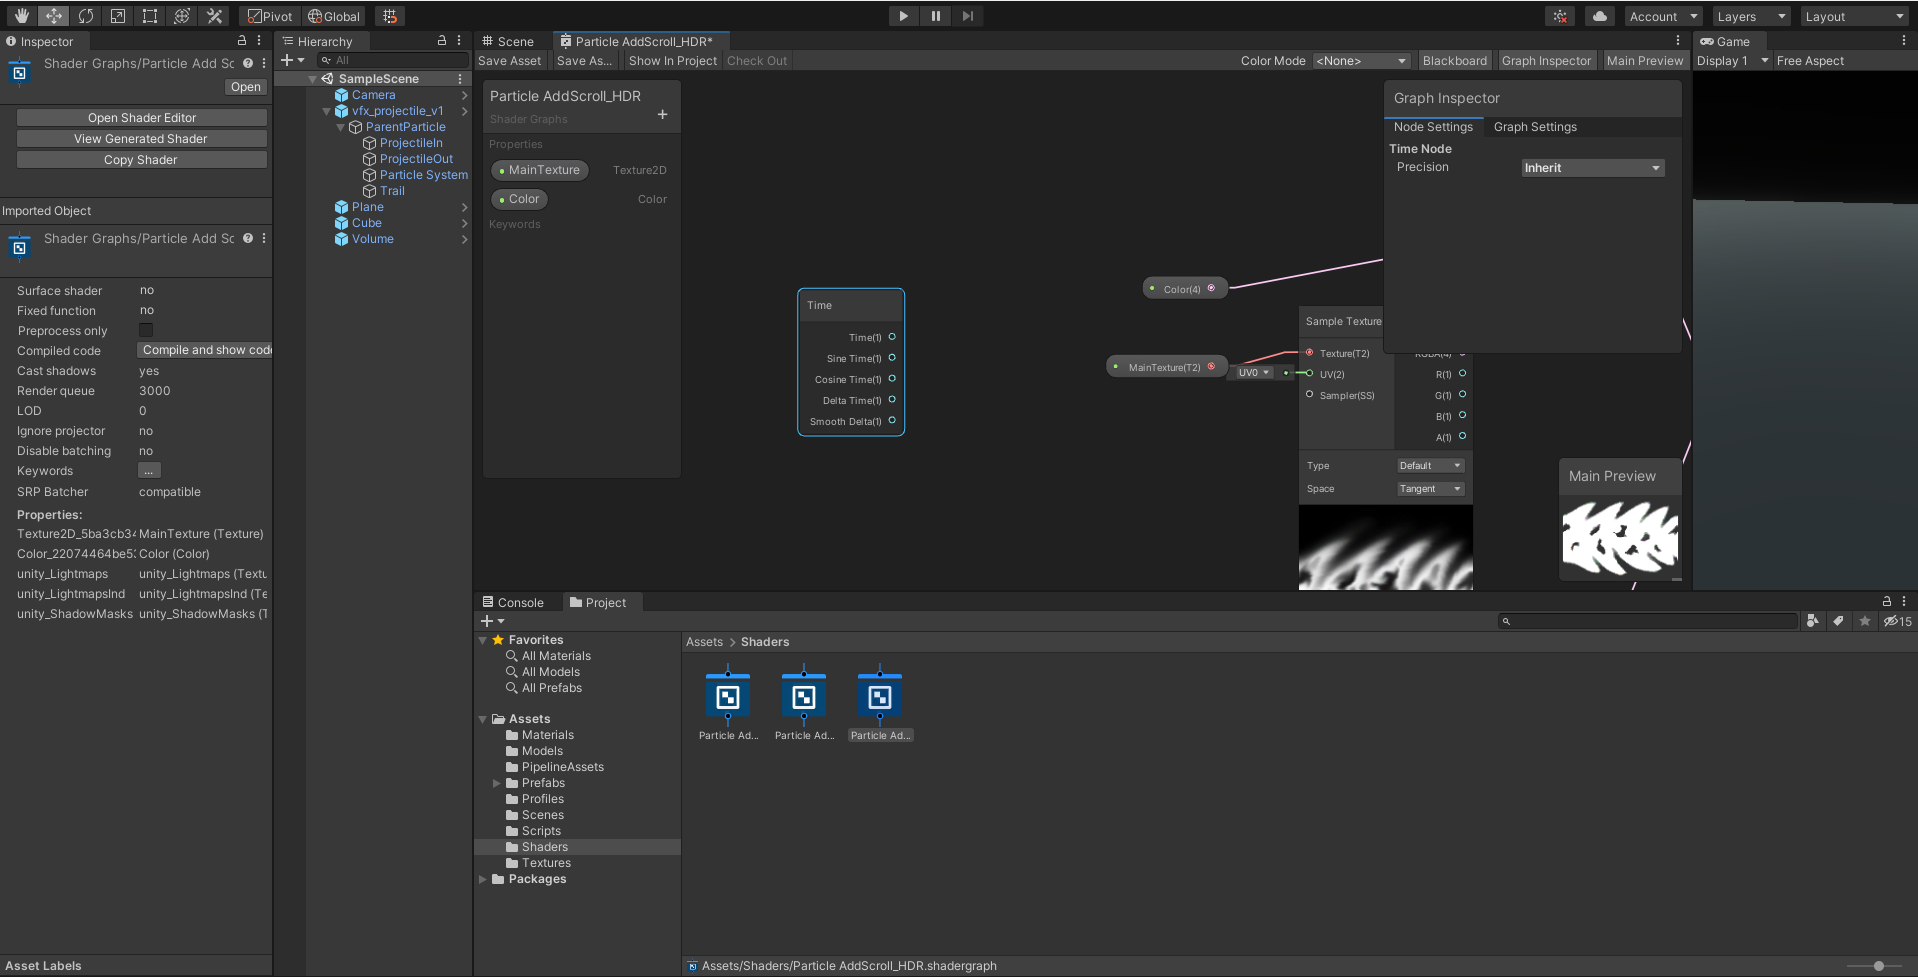 Pivot Global
Account Layers Layout
Inspector
Shader Graphs/Particle Add Sc
Open
Open Shader Editor
View Generated Shader
Copy Shader
Imported Object
Shader Graphs/Particle Add Sc
Surface shader no
Fixed function no
Preprocess only
Compiled code Compile and show code
Cast shadows yes
Render queue 3000
LOD 0
Ignore projector no
Disable batching no
Keywords ...
SRP Batcher compatible
Properties:
Texture2D_5ba3cb34 MainTexture (Texture)
Color_22074464be5 Color (Color)
unity_Lightmaps unity_Lightmaps (Textu
unity_LightmapsInd unity_LightmapsInd (Te
unity_ShadowMasks unity_ShadowMasks (T
Asset Labels
Hierarchy
All
SampleScene
Camera
vfx_projectile_v1
ParentParticle
ProjectileIn
ProjectileOut
Particle System
Trail
Plane
Cube
Volume
Scene Particle AddScroll_HDR*
Save Asset Save As... Show In Project Check Out Color Mode <None> Blackboard Graph Inspector Main Preview
Particle AddScroll_HDR
Shader Graphs
Properties
MainTexture Texture2D
Color Color
Keywords
Time
Time(1)
Sine Time(1)
Cosine Time(1)
Delta Time(1)
Smooth Delta(1)
Color(4)
MainTexture(T2)
UV0
Sample Texture
Texture(T2) RGBA(4)
UV(2) R(1)
Sampler(SS) G(1)
B(1)
A(1)
Type Default
Space Tangent
Graph Inspector
Node Settings Graph Settings
Time Node
Precision Inherit
Main Preview
Game
Display 1 Free Aspect
Console Project
15
Favorites
All Materials
All Models
All Prefabs
Assets
Materials
Models
PipelineAssets
Prefabs
Profiles
Scenes
Scripts
Shaders
Textures
Packages
Assets > Shaders
Particle Ad... Particle Ad... Particle Ad...
Assets/Shaders/Particle AddScroll_HDR.shadergraph